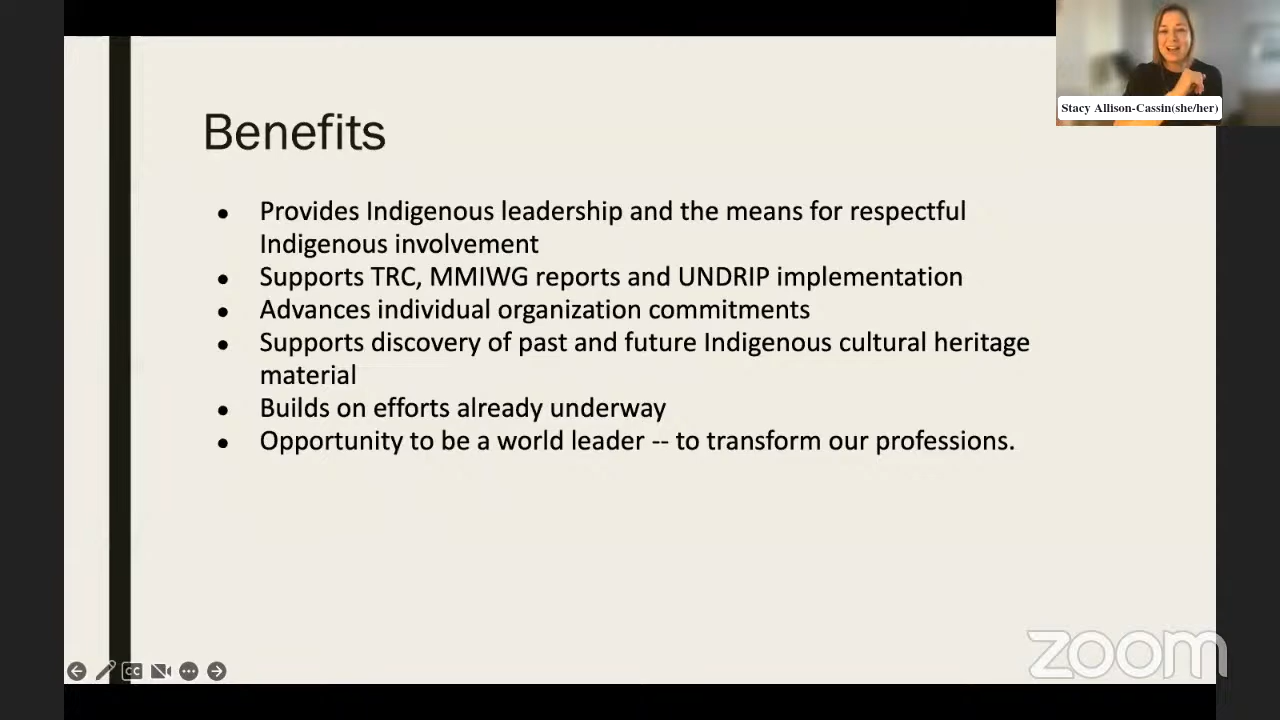 Stacy Allison-Cassin(she/her)
Benefits
● Provides Indigenous leadership and the means for respectful
Indigenous involvement
● Supports TRC, MMIWG reports and UNDRIP implementation
● Advances individual organization commitments
● Supports discovery of past and future Indigenous cultural heritage
material
● Builds on efforts already underway
● Opportunity to be a world leader -- to transform our professions.
CC
zoom